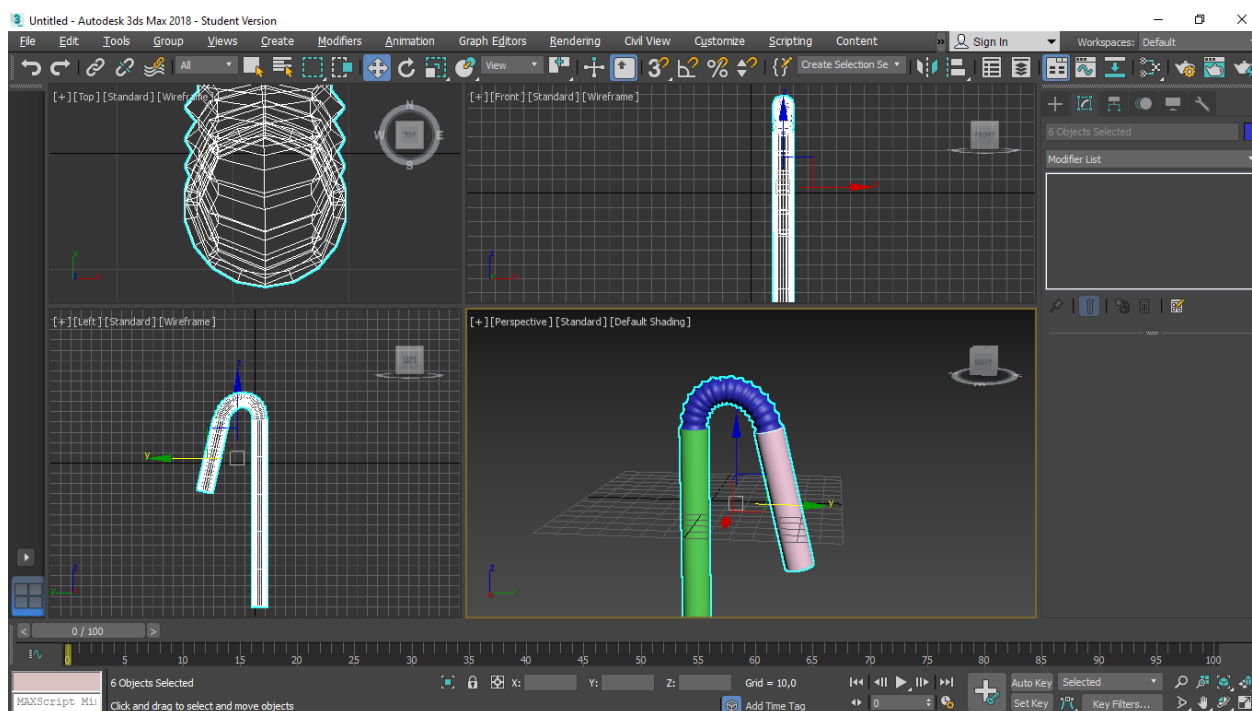 Untitled - Autodesk 3ds Max 2018 - Student Version
File Edit Tools Group Views Create Modifiers Animation Graph Editors Rendering Civil View Customize Scripting Content » Sign In Workspaces: Default
All View Create Selection Se
[+] [Top] [Standard] [Wireframe]
N
W TOP E
S
[+] [Front] [Standard] [Wireframe]
FRONT
6 Objects Selected
Modifier List
[+] [Left] [Standard] [Wireframe]
LEFT
y
[+] [Perspective] [Standard] [Default Shading]
RIGHT
y
< 0 / 100 >
0 5 10 15 20 25 30 35 40 45 50 55 60 65 70 75 80 85 90 95 100
6 Objects Selected X: Y: Z: Grid = 10,0 Auto Key Selected
MAXScript Mi Click and drag to select and move objects Add Time Tag 0 Set Key Key Filters...